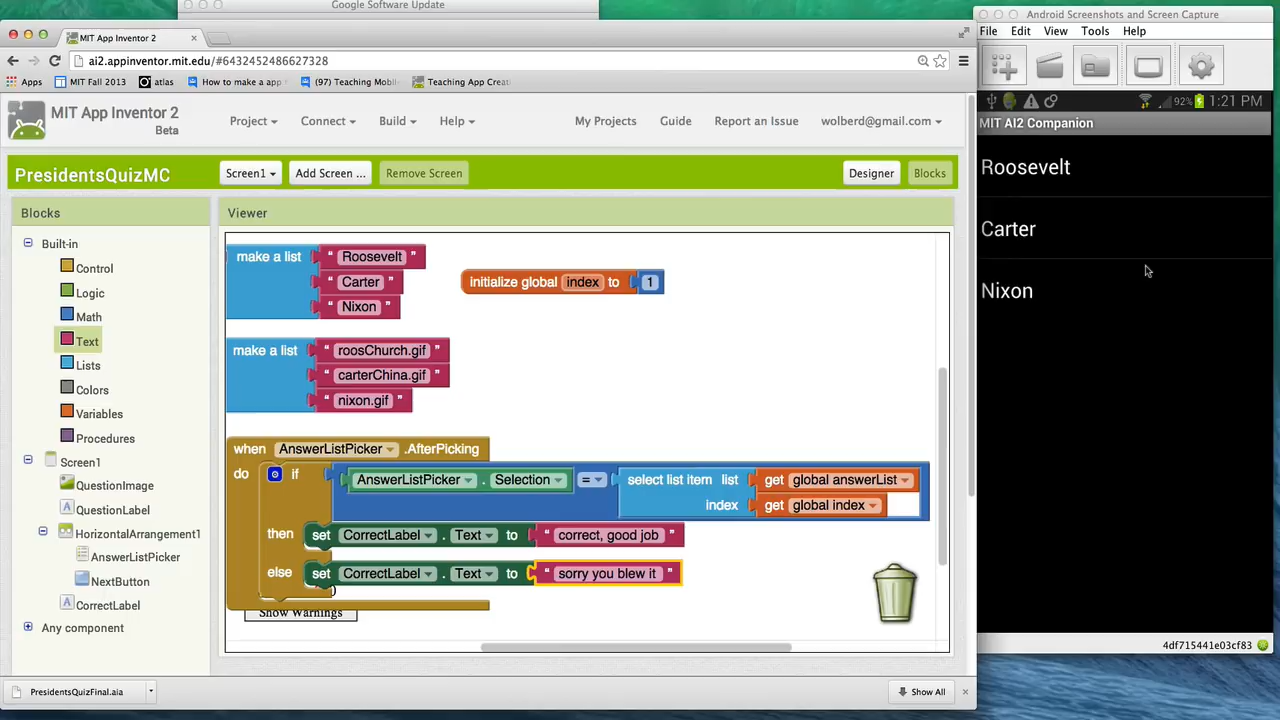 Google Software Update
MIT App Inventor 2
ai2.appinventor.mit.edu/#6432452486627328
Apps
MIT Fall 2013
atlas
How to make a app
(97) Teaching Mobile
Teaching App Crea
MIT App Inventor 2
Beta
Project
Connect
Build
Help
My Projects
Guide
Report an Issue
wolberd@gmail.com
PresidentsQuizMC
Screen1
Add Screen ...
Remove Screen
Designer
Blocks
Blocks
Built-in
Control
Logic
Math
Text
Lists
Colors
Variables
Procedures
Screen1
QuestionImage
QuestionLabel
HorizontalArrangement1
AnswerListPicker
NextButton
CorrectLabel
Any component
Viewer
make a list " Roosevelt "
" Carter "
" Nixon "
initialize global index to 1
make a list " roosChurch.gif "
" carterChina.gif "
" nixon.gif "
when AnswerListPicker .AfterPicking
do if AnswerListPicker . Selection = select list item list get global answerList
index get global index
then set CorrectLabel . Text to " correct, good job "
else set CorrectLabel . Text to " sorry you blew it "
Show Warnings
PresidentsQuizFinal.aia
Show All
Android Screenshots and Screen Capture
File Edit View Tools Help
92% 1:21 PM
MIT AI2 Companion
Roosevelt
Carter
Nixon
4df715441e03cf83